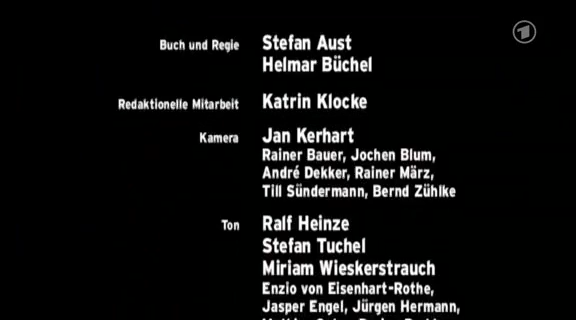 Buch und Regie Stefan Aust
Helmar Büchel
Redaktionelle Mitarbeit Katrin Klocke
Kamera Jan Kerhart
Rainer Bauer, Jochen Blum,
André Dekker, Rainer März,
Till Sündermann, Bernd Zühlke
Ton Ralf Heinze
Stefan Tuchel
Miriam Wieskerstrauch
Enzio von Eisenhart-Rothe,
Jasper Engel, Jürgen Hermann,